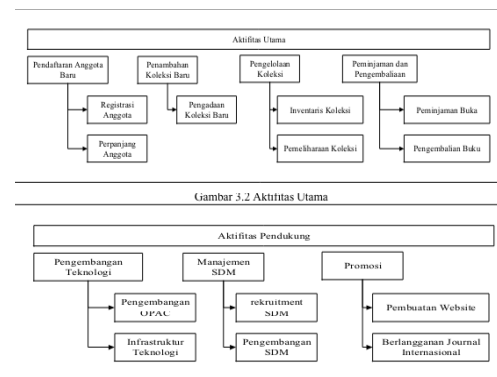 Aktifitas Utama
Pendaftaran Anggota
Baru
Penambahan
Koleksi Baru
Pengelolaan
Koleksi
Peminjaman dan
Pengembaliaan
Registrasi
Anggota
Pengadaan
Koleksi Baru
Inventaris Koleksi
Peminjaman Buka
Perpanjang
Anggota
Pemeliharaan Koleksi
Pengembalian Buku
Gambar 3.2 Aktifitas Utama
Aktifitas Pendukung
Pengembangan
Teknologi
Manajemen
SDM
Promosi
Pengembangan
OPAC
rekruitment
SDM
Pembuatan Website
Infrastruktur
Teknologi
Pengembangan
SDM
Berlangganan Journal
Internasional